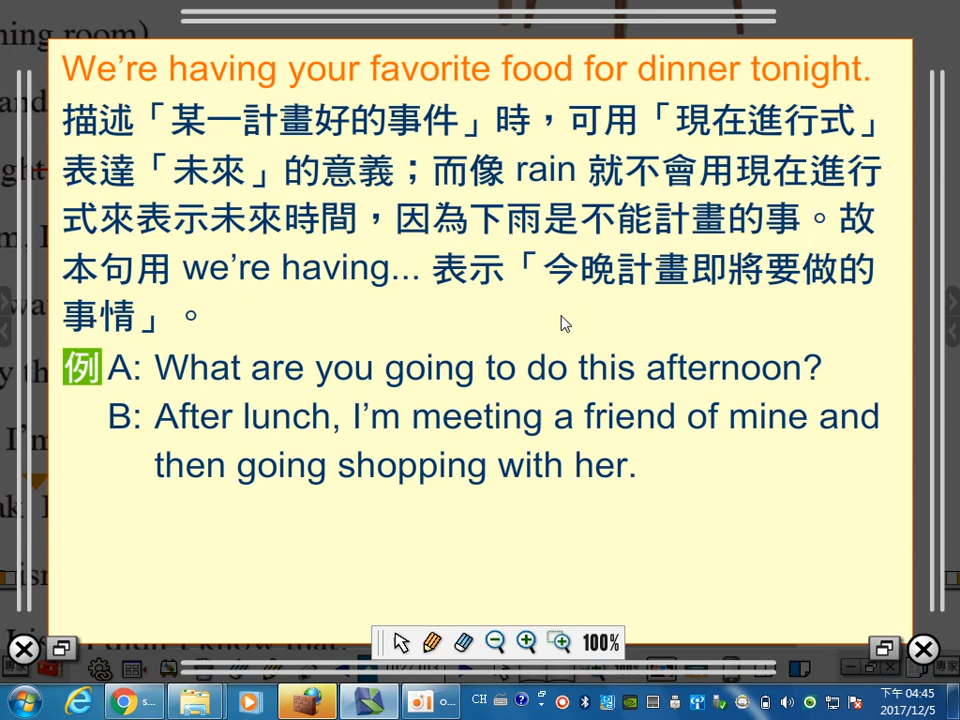 ning room)
We're having your favorite food for dinner tonight.
描述「某一計畫好的事件」時，可用「現在進行式」
表達「未來」的意義；而像 rain 就不會用現在進行
式來表示未來時間，因為下雨是不能計畫的事。故
本句用 we're having... 表示「今晚計畫即將要做的
事情」。
例 A: What are you going to do this afternoon?
B: After lunch, I'm meeting a friend of mine and
then going shopping with her.
100%
CH
下午 04:45
2017/12/5